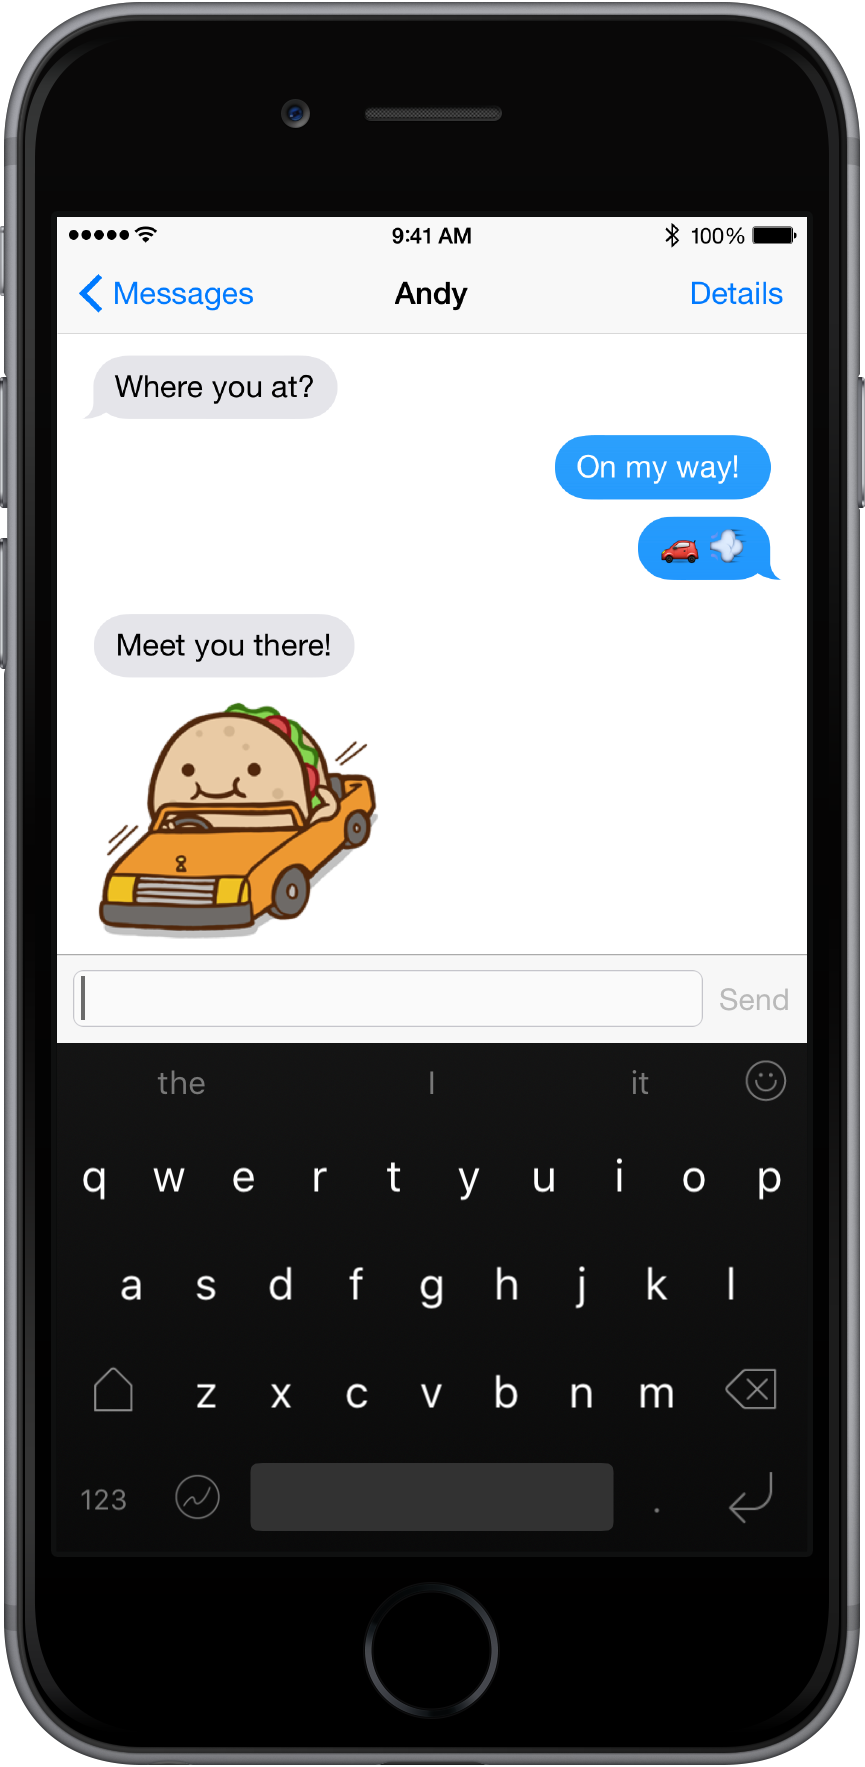 9:41 AM 100%
Messages Andy Details
Where you at?
On my way!
Meet you there!
Send
the I it
q w e r t y u i o p
a s d f g h j k l
z x c v b n m
123 .